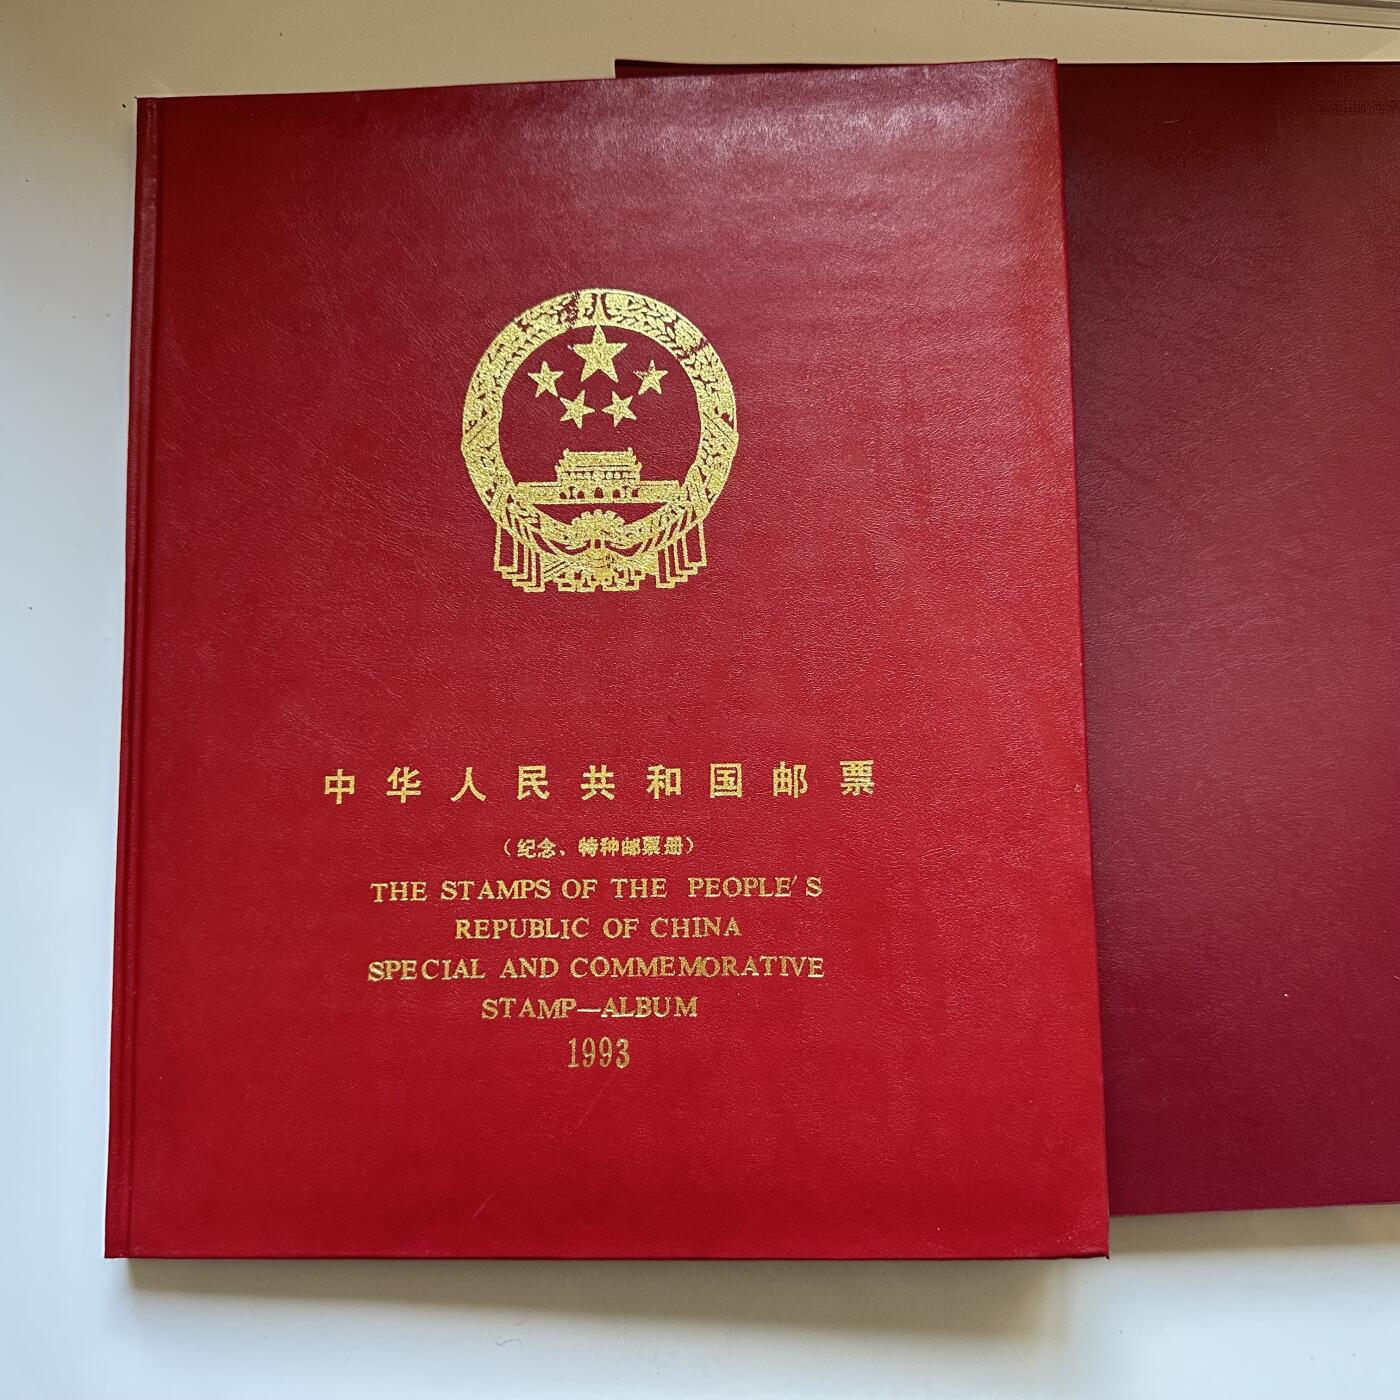 中华人民共和国邮票
（纪念、特种邮票册）
THE STAMPS OF THE PEOPLE'S
REPUBLIC OF CHINA
SPECIAL AND COMMEMORATIVE
STAMP—ALBUM
1993